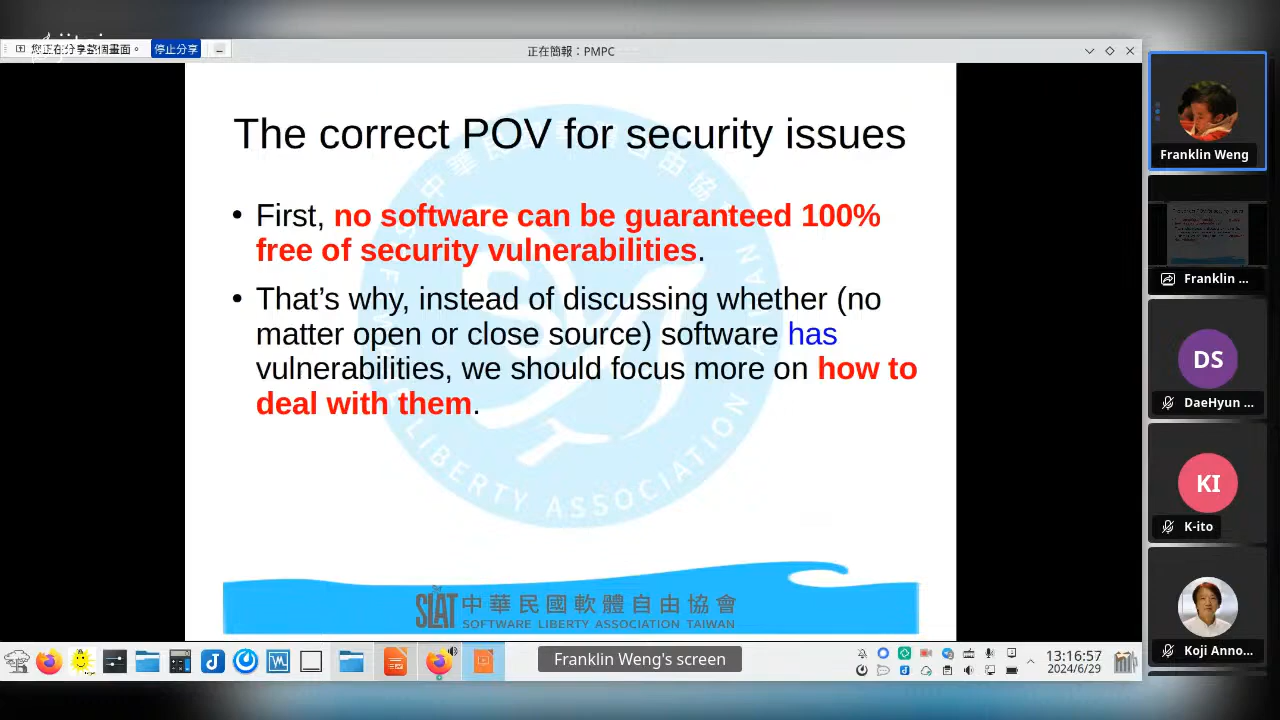 您正在分享整個畫面。 停止分享
正在簡報：PMPC
The correct POV for security issues
• First, no software can be guaranteed 100%
free of security vulnerabilities.
• That’s why, instead of discussing whether (no
matter open or close source) software has
vulnerabilities, we should focus more on how to
deal with them.
SLAT 中華民國軟體自由協會
SOFTWARE LIBERTY ASSOCIATION TAIWAN
Franklin Weng's screen
13:16:57
2024/6/29
Franklin Weng
Franklin ...
DS
DaeHyun ...
KI
K-ito
Koji Anno...